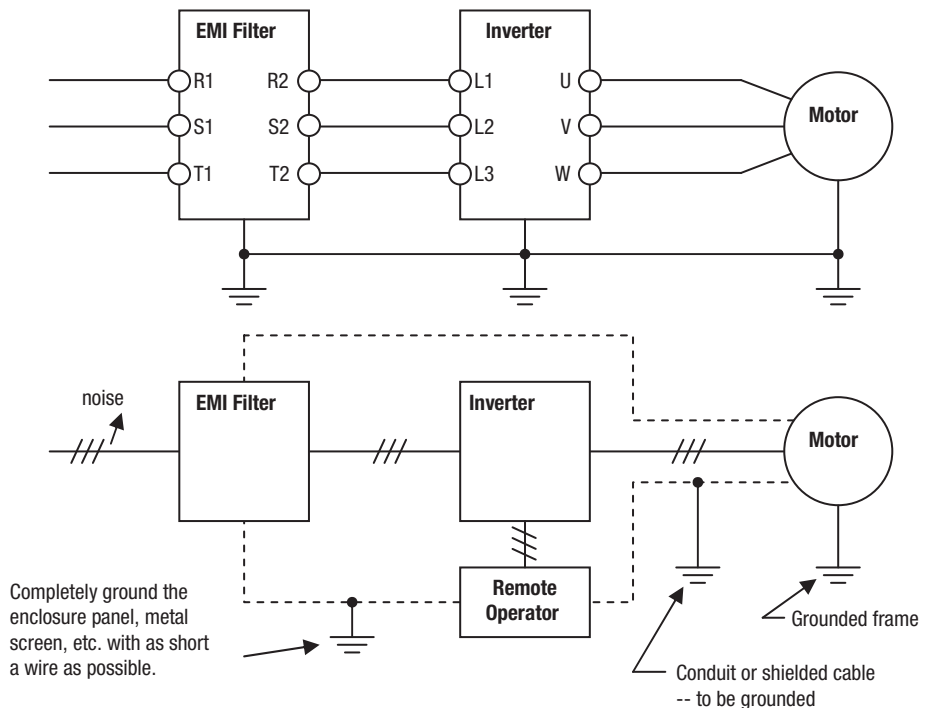 EMI Filter
Inverter
R1
R2
L1
U
Motor
S1
S2
L2
V
T1
T2
L3
W
noise
EMI Filter
Inverter
Motor
Completely ground the
enclosure panel, metal
screen, etc. with as short
a wire as possible.
Remote
Operator
Grounded frame
Conduit or shielded cable
-- to be grounded